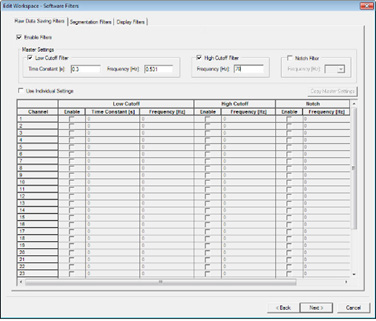 Edit Workspace - Software Filters
Raw Data Saving Filters Segmentation Filters Display Filters
Enable Filters
Master Settings
Low Cutoff Filter High Cutoff Filter Notch Filter
Time Constant [s] 0.3 Frequency [Hz] 0.531 Frequency [Hz] 70 Frequency [Hz]
Use Individual Settings Copy Master Settings
Low Cutoff High Cutoff Notch
Channel Enable Time Constant [s] Frequency [Hz] Enable Frequency [Hz] Enable Frequency [Hz]
1 0 0 0 0
2 0 0 0 0
3 0 0 0 0
4 0 0 0 0
5 0 0 0 0
6 0 0 0 0
7 0 0 0 0
8 0 0 0 0
9 0 0 0 0
10 0 0 0 0
11 0 0 0 0
12 0 0 0 0
13 0 0 0 0
14 0 0 0 0
15 0 0 0 0
16 0 0 0 0
17 0 0 0 0
18 0 0 0 0
19 0 0 0 0
20 0 0 0 0
21 0 0 0 0
22 0 0 0 0
23 0 0 0 0
< Back Next > Cancel